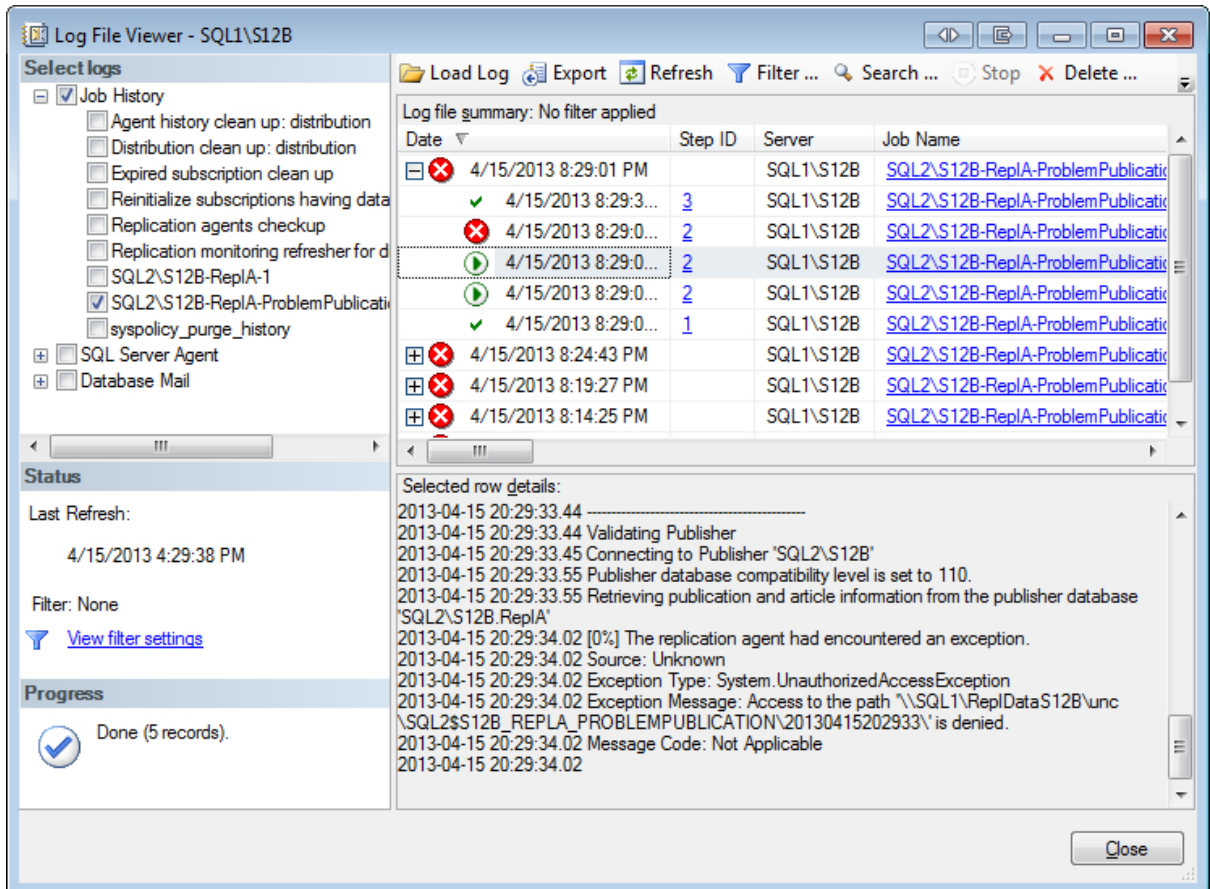 Log File Viewer - SQL1\S12B
Select logs
Job History
Agent history clean up: distribution
Distribution clean up: distribution
Expired subscription clean up
Reinitialize subscriptions having data
Replication agents checkup
Replication monitoring refresher for d
SQL2\S12B-ReplA-1
SQL2\S12B-ReplA-ProblemPublicati
syspolicy_purge_history
SQL Server Agent
Database Mail
Status
Last Refresh:
4/15/2013 4:29:38 PM
Filter: None
View filter settings
Progress
Done (5 records).
Load Log Export Refresh Filter ... Search ... Stop Delete ...
Log file summary: No filter applied
Date Step ID Server Job Name
4/15/2013 8:29:01 PM SQL1\S12B SQL2\S12B-ReplA-ProblemPublicatic
4/15/2013 8:29:3... 3 SQL1\S12B SQL2\S12B-ReplA-ProblemPublicatic
4/15/2013 8:29:0... 2 SQL1\S12B SQL2\S12B-ReplA-ProblemPublicatic
4/15/2013 8:29:0... 2 SQL1\S12B SQL2\S12B-ReplA-ProblemPublicatic
4/15/2013 8:29:0... 2 SQL1\S12B SQL2\S12B-ReplA-ProblemPublicatic
4/15/2013 8:29:0... 1 SQL1\S12B SQL2\S12B-ReplA-ProblemPublicatic
4/15/2013 8:24:43 PM SQL1\S12B SQL2\S12B-ReplA-ProblemPublicatic
4/15/2013 8:19:27 PM SQL1\S12B SQL2\S12B-ReplA-ProblemPublicatic
4/15/2013 8:14:25 PM SQL1\S12B SQL2\S12B-ReplA-ProblemPublicatic
Selected row details:
2013-04-15 20:29:33.44 -----------------------------------------------
2013-04-15 20:29:33.44 Validating Publisher
2013-04-15 20:29:33.45 Connecting to Publisher 'SQL2\S12B'
2013-04-15 20:29:33.55 Publisher database compatibility level is set to 110.
2013-04-15 20:29:33.55 Retrieving publication and article information from the publisher database
'SQL2\S12B.ReplA'
2013-04-15 20:29:34.02 [0%] The replication agent had encountered an exception.
2013-04-15 20:29:34.02 Source: Unknown
2013-04-15 20:29:34.02 Exception Type: System.UnauthorizedAccessException
2013-04-15 20:29:34.02 Exception Message: Access to the path '\\SQL1\ReplDataS12B\unc
\SQL2$S12B_REPLA_PROBLEMPUBLICATION\20130415202933\' is denied.
2013-04-15 20:29:34.02 Message Code: Not Applicable
2013-04-15 20:29:34.02
Close